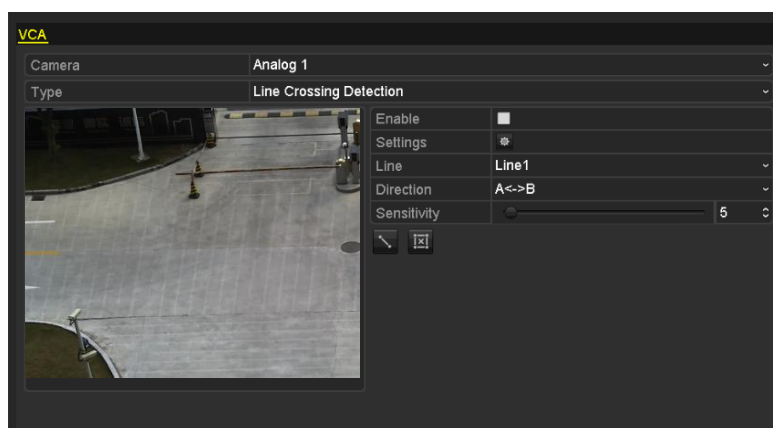 VCA
Camera Analog 1
Type Line Crossing Detection
Enable
Settings
Line Line1
Direction A<->B
Sensitivity 5